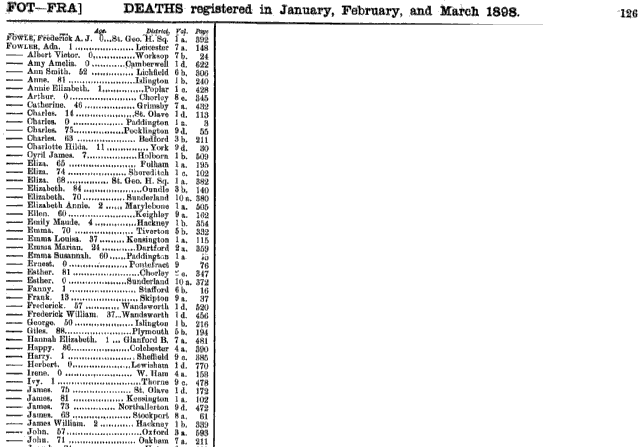 FOT—FRA] DEATHS registered in January, February, and March 1898. 126
Age. District. Vol. Page
FOWLE, Frederick A. J. 0...St. Geo. H. Sq. 1 a. 392
FOWLER, Ada. 1 ........ Leicester 7 a. 148
—— Albert Victor. 0 ........ Worksop 7 b. 24
—— Amy Amelia. 0 ........ Camberwell 1 d. 622
—— Ann Smith. 52 ........ Lichfield 6 b. 306
—— Anne. 81 ........ Islington 1 b. 240
—— Annie Elizabeth. 1 ........ Poplar 1 c. 428
—— Arthur. 0 ........ Chorley 8 e. 345
—— Catherine. 46 ........ Grimsby 7 a. 432
—— Charles. 14 ........ St. Olave 1 d. 113
—— Charles. 0 ........ Paddington 1 a. 3
—— Charles. 75 ........ Pocklington 9 d. 55
—— Charles. 63 ........ Bedford 3 b. 211
—— Charlotte Hilda. 11 ........ York 9 d. 30
—— Cyril James. 7 ........ Holborn 1 b. 509
—— Eliza. 65 ........ Fulham 1 a. 195
—— Eliza. 74 ........ Shoreditch 1 c. 102
—— Eliza. 68 ........ St. Geo. H. Sq. 1 a. 382
—— Elizabeth. 84 ........ Oundle 3 b. 140
—— Elizabeth. 70 ........ Sunderland 10 a. 380
—— Elizabeth Annie. 2 ...... Marylebone 1 a. 505
—— Ellen. 60 ........ Keighley 9 a. 162
—— Emily Maude. 4 ........ Hackney 1 b. 354
—— Emma. 70 ........ Tiverton 5 b. 332
—— Emma Louisa. 37 ........ Kensington 1 a. 115
—— Emma Marian. 24 ........ Dartford 2 a. 359
—— Emma Susannah. 60 ...... Paddington 1 a
—— Ernest. 0 ........ Pontefract 9 76
—— Esther. 81 ........ Chorley e. 347
—— Esther. 0 ........ Sunderland 10 a. 372
—— Fanny. 1 ........ Stafford 6 b. 16
—— Frank. 13 ........ Skipton 9 a. 37
—— Frederick. 57 ........ Wandsworth 1 d. 520
—— Frederick William. 37...Wandsworth 1 d. 456
—— George. 50 ........ Islington 1 b. 216
—— Giles. 88 ........ Plymouth 5 b. 194
—— Hannah Elizabeth. 1 ... Glanford B. 7 a. 481
—— Happy. 86 ........ Colchester 4 a. 390
—— Harry. 1 ........ Sheffield 9 c. 385
—— Herbert. 0 ........ Lewisham 1 d. 770
—— Irene. 0 ........ W. Ham 4 a. 153
—— Ivy. 1 ........ Thorne 9 c. 478
—— James. 75 ........ St. Olave 1 d. 172
—— James. 81 ........ Kensington 1 a. 102
—— James. 73 ........ Northallerton 9 d. 472
—— James. 63 ........ Stockport 8 a. 61
—— James William. 2 ........ Hackney 1 b. 339
—— John. 57 ........ Oxford 3 a. 593
—— John. 71 ........ Oakham 7 a. 211